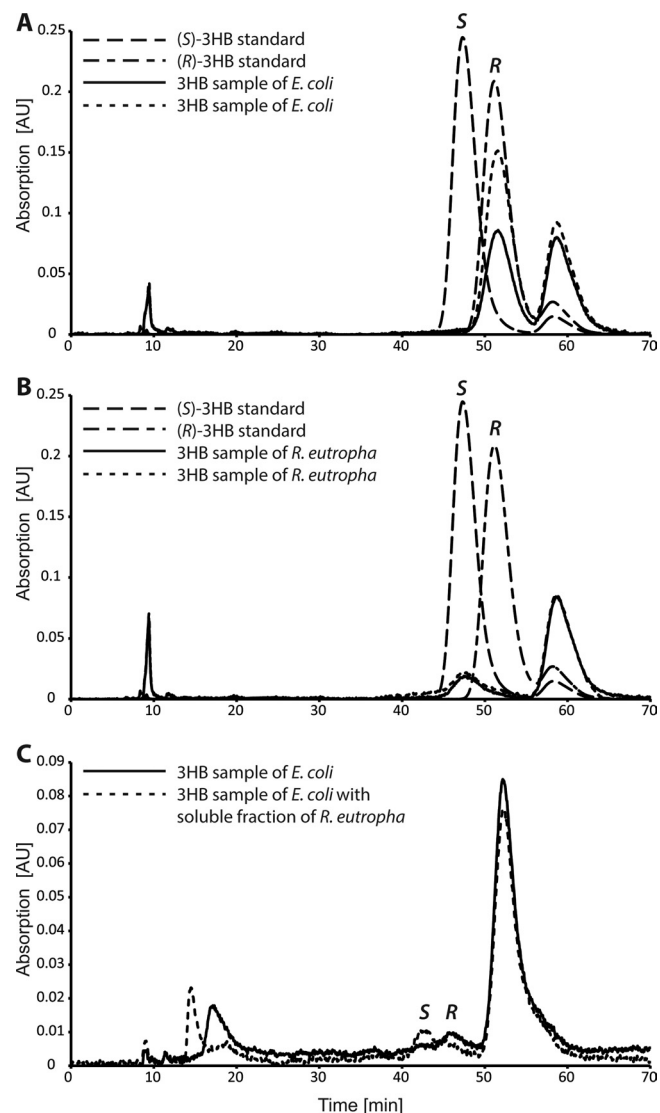 A
(S)-3HB standard
(R)-3HB standard
3HB sample of E. coli
3HB sample of E. coli
S
R
Absorption [AU]
0.25
0.2
0.15
0.1
0.05
0
0 10 20 30 40 50 60 70
B
(S)-3HB standard
(R)-3HB standard
3HB sample of R. eutropha
3HB sample of R. eutropha
S
R
Absorption [AU]
0.25
0.2
0.15
0.1
0.05
0
0 10 20 30 40 50 60 70
C
3HB sample of E. coli
3HB sample of E. coli with
soluble fraction of R. eutropha
S R
Absorption [AU]
0.09
0.08
0.07
0.06
0.05
0.04
0.03
0.02
0.01
0
0 10 20 30 40 50 60 70
Time [min]